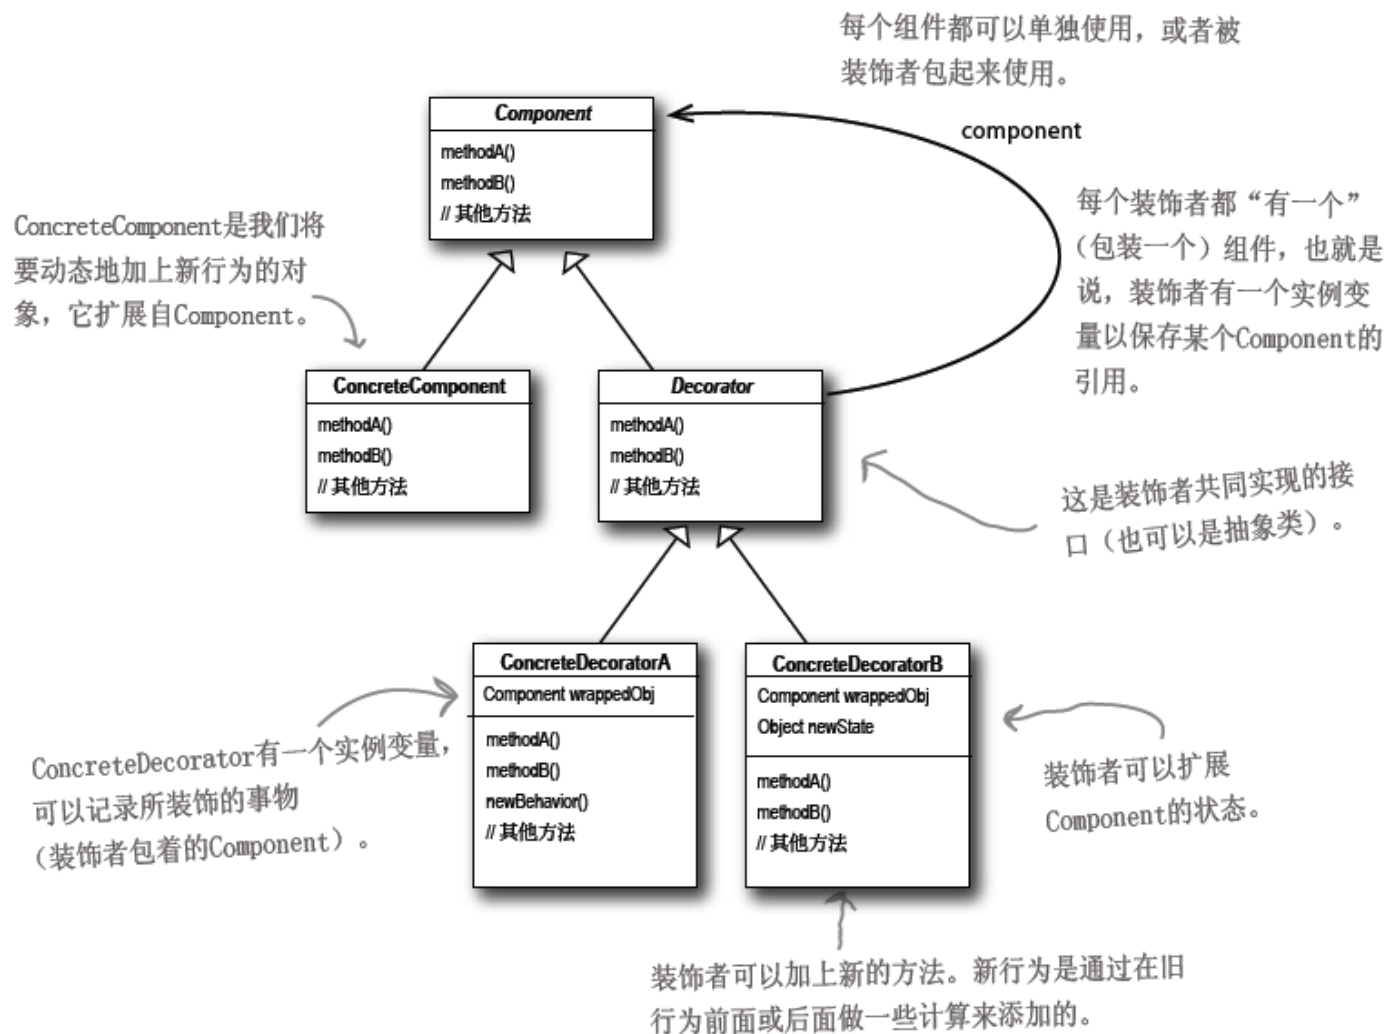 每个组件都可以单独使用，或者被
装饰者包起来使用。
Component
methodA()
methodB()
// 其他方法
component
ConcreteComponent是我们将
要动态地加上新行为的对
象，它扩展自Component。
每个装饰者都“有一个”
（包装一个）组件，也就是
说，装饰者有一个实例变
量以保存某个Component的
引用。
ConcreteComponent
methodA()
methodB()
// 其他方法
Decorator
methodA()
methodB()
// 其他方法
这是装饰者共同实现的接
口（也可以是抽象类）。
ConcreteDecoratorA
Component wrappedObj
methodA()
methodB()
newBehavior()
// 其他方法
ConcreteDecoratorB
Component wrappedObj
Object newState
methodA()
methodB()
// 其他方法
ConcreteDecorator有一个实例变量，
可以记录所装饰的事物
（装饰者包着的Component）。
装饰者可以扩展
Component的状态。
装饰者可以加上新的方法。新行为是通过在旧
行为前面或后面做一些计算来添加的。